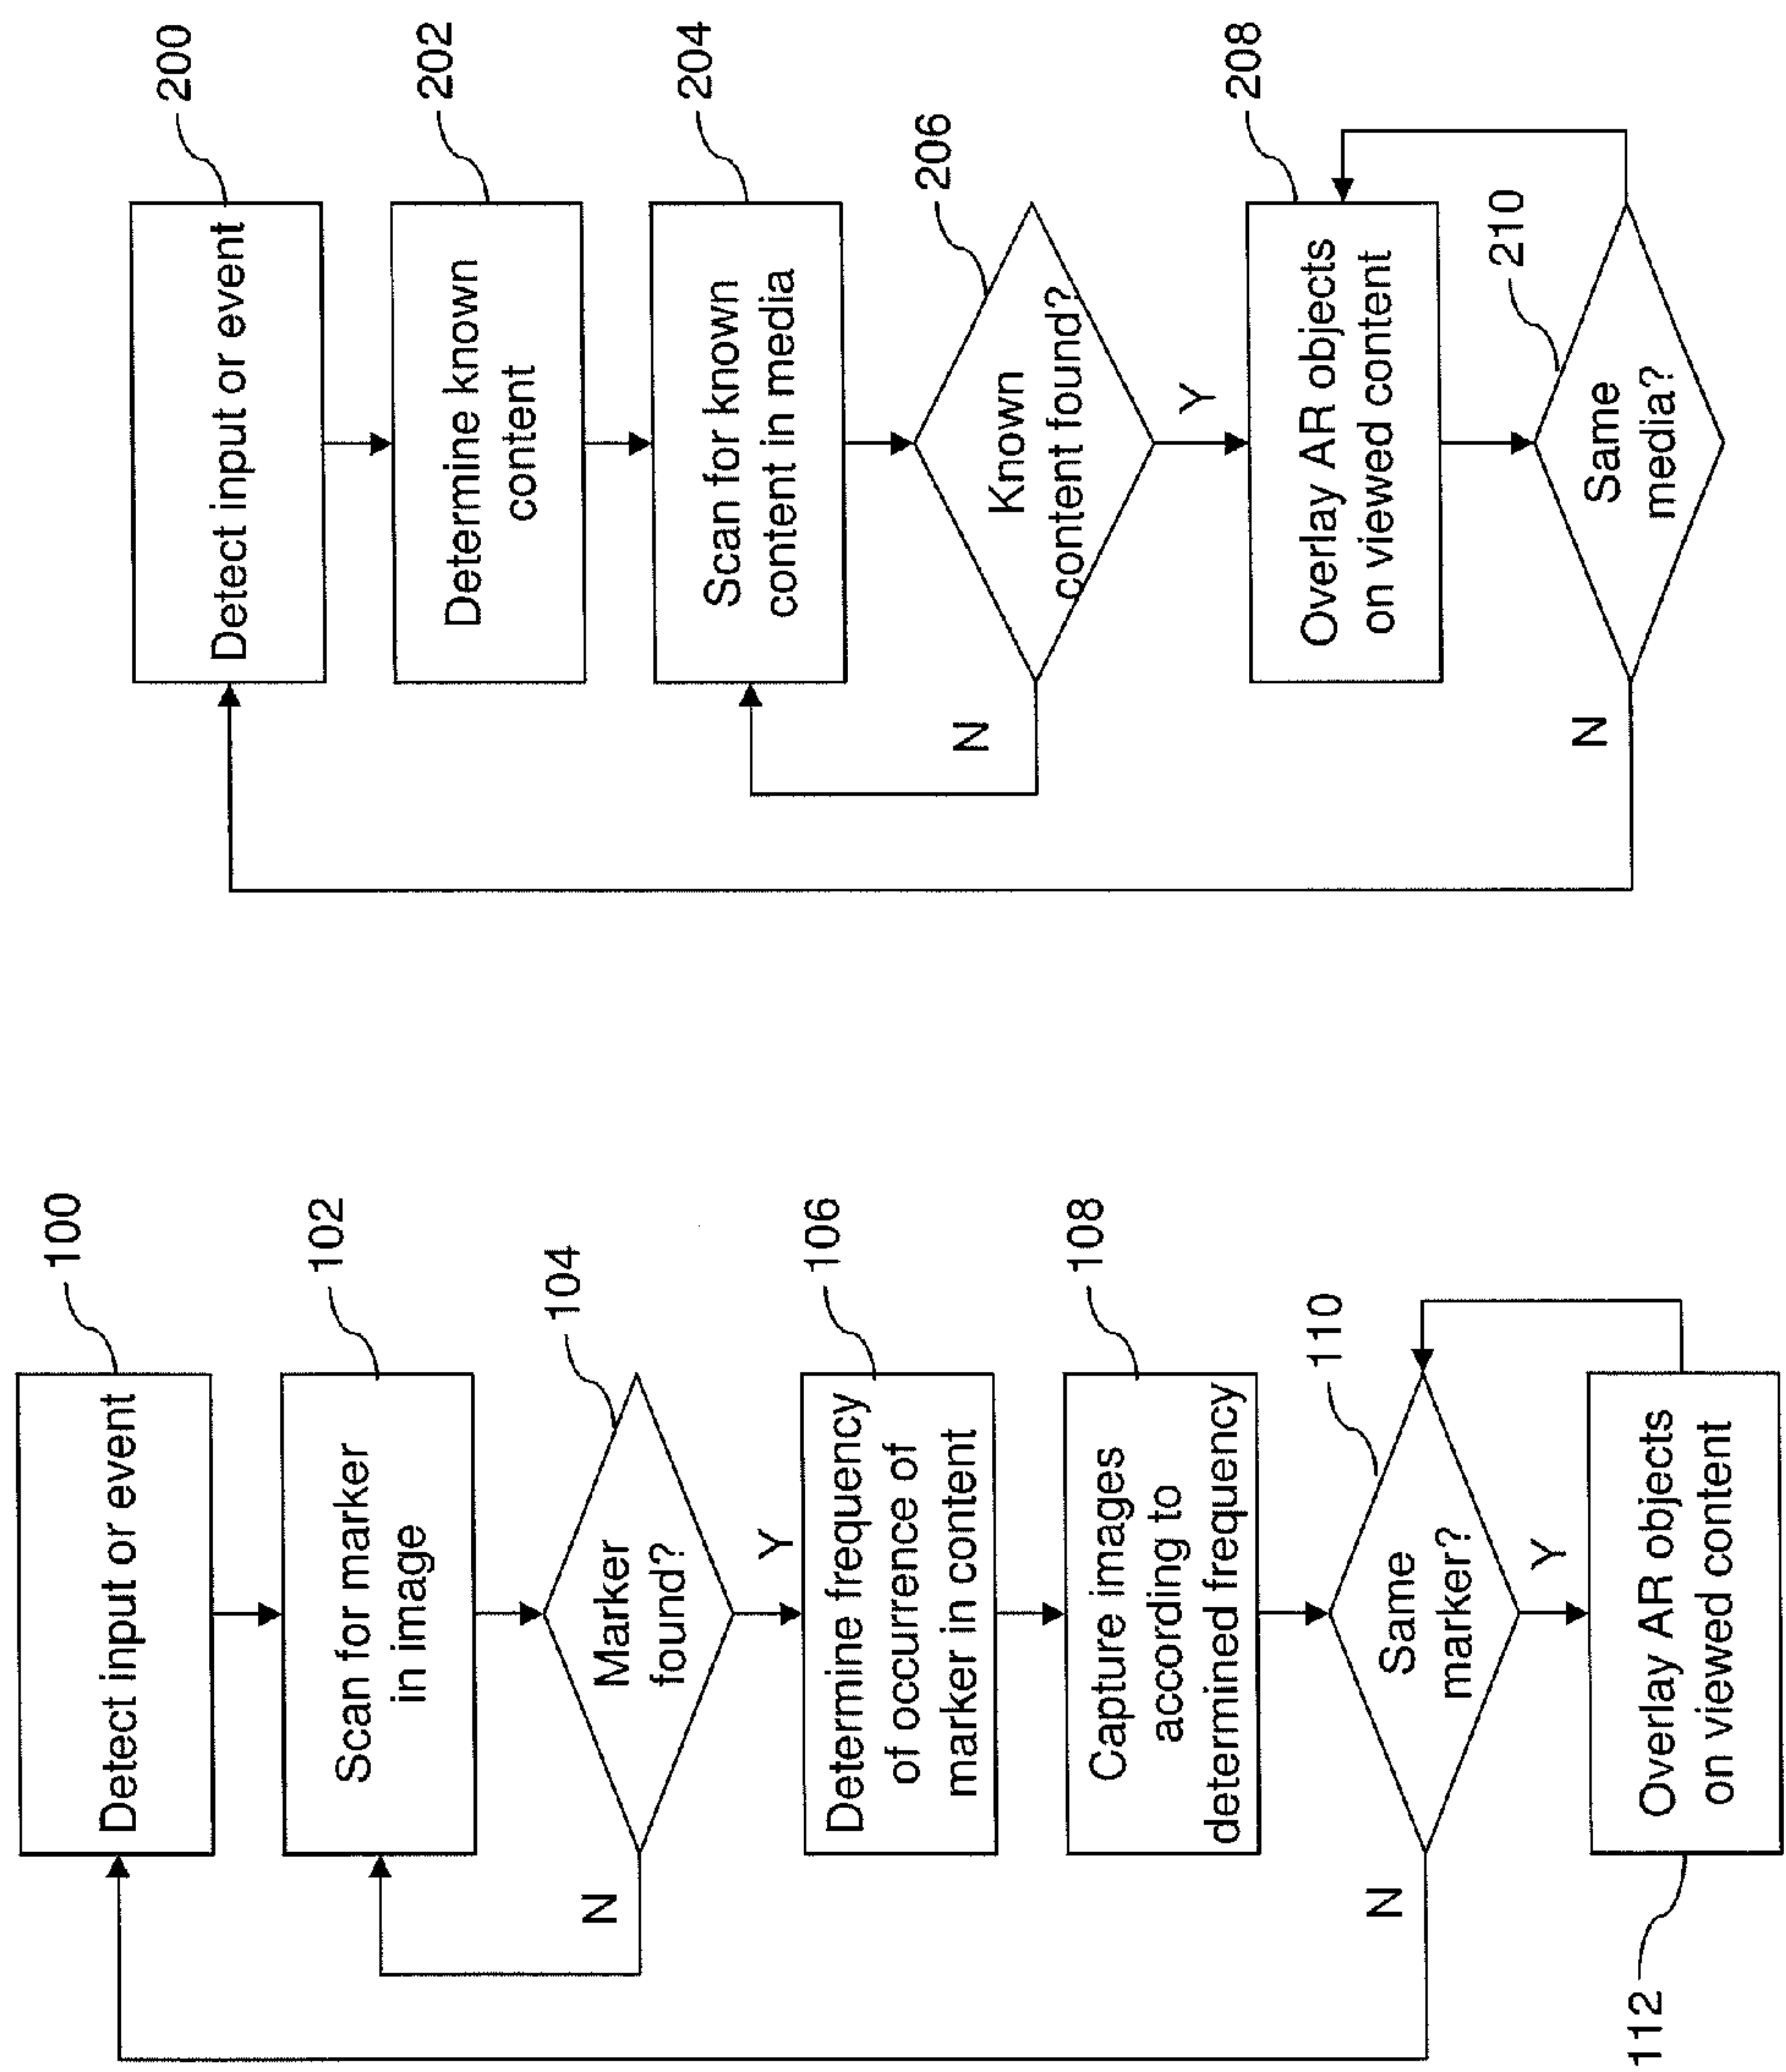 100
Detect input or event
102
Scan for marker
in image
104
Marker
found?
N
Y
106
Determine frequency
of occurrence of
marker in content
108
Capture images
according to
determined frequency
110
Same
marker?
N
Y
112
Overlay AR objects
on viewed content
200
Detect input or event
202
Determine known
content
204
Scan for known
content in media
206
Known
content found?
N
Y
208
Overlay AR objects
on viewed content
210
Same
media?
N